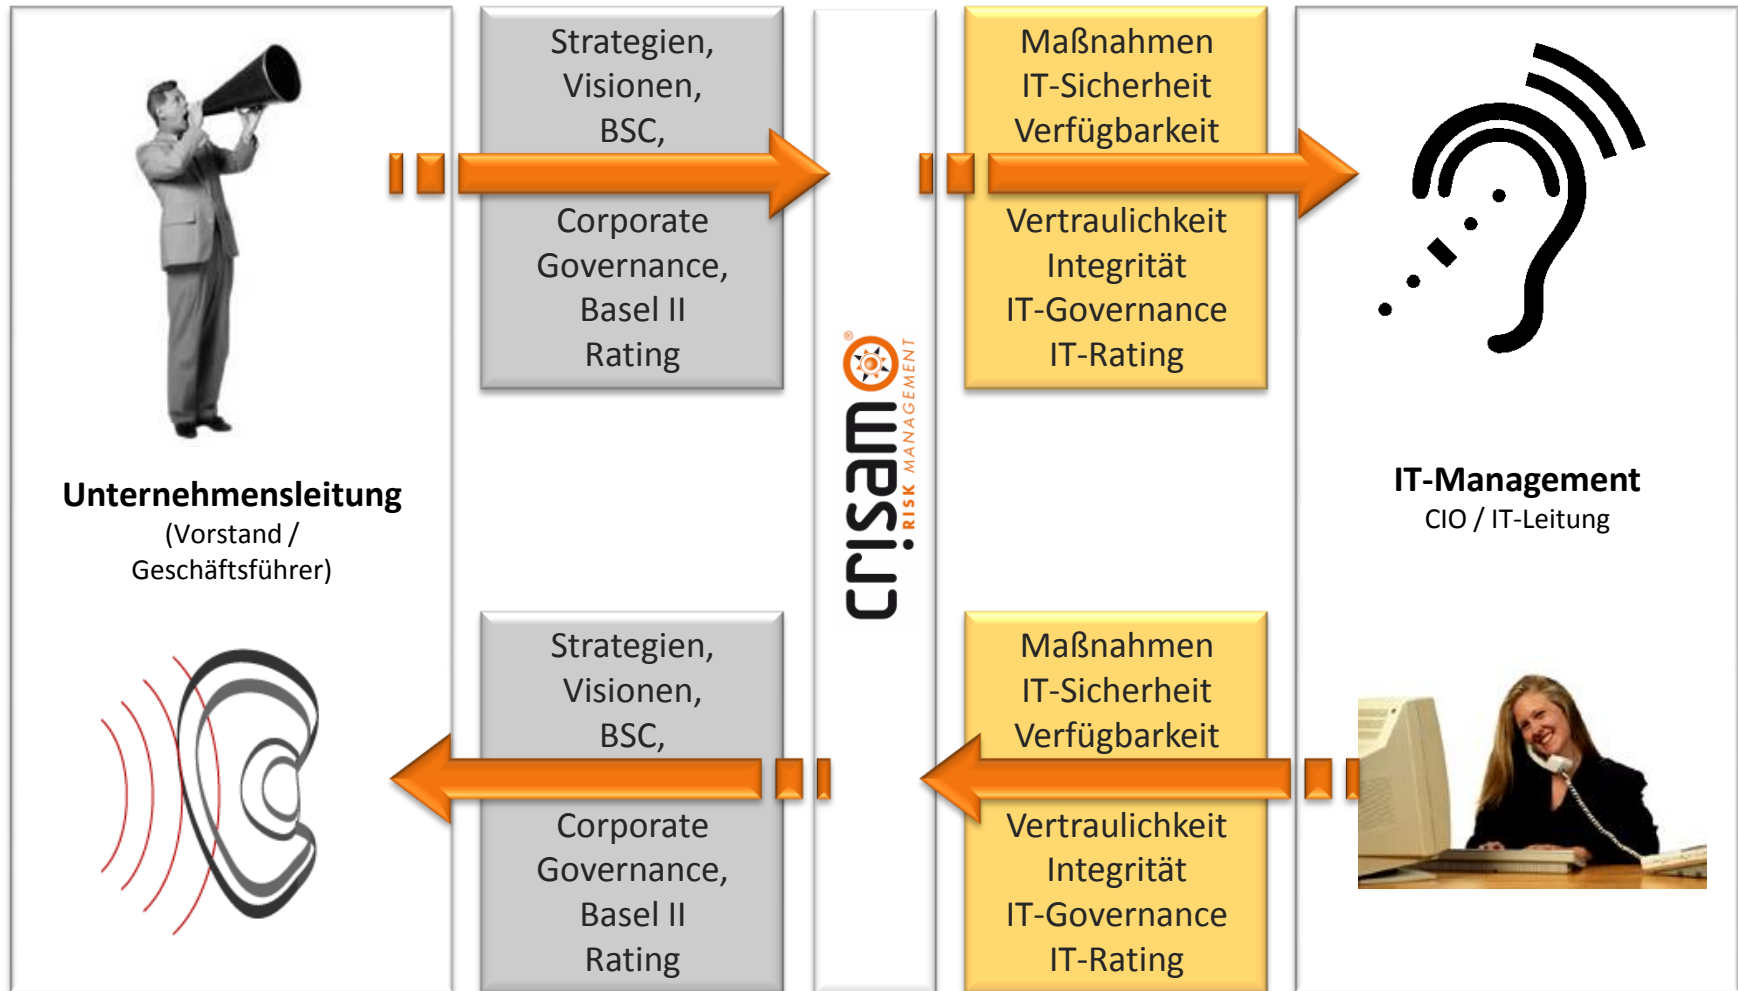 Strategien,
Visionen,
BSC,
Corporate
Governance,
Basel II
Rating
Maßnahmen
IT-Sicherheit
Verfügbarkeit
Vertraulichkeit
Integrität
IT-Governance
IT-Rating
Unternehmensleitung
(Vorstand /
Geschäftsführer)
crisam®
RISK MANAGEMENT
IT-Management
CIO / IT-Leitung
Strategien,
Visionen,
BSC,
Corporate
Governance,
Basel II
Rating
Maßnahmen
IT-Sicherheit
Verfügbarkeit
Vertraulichkeit
Integrität
IT-Governance
IT-Rating